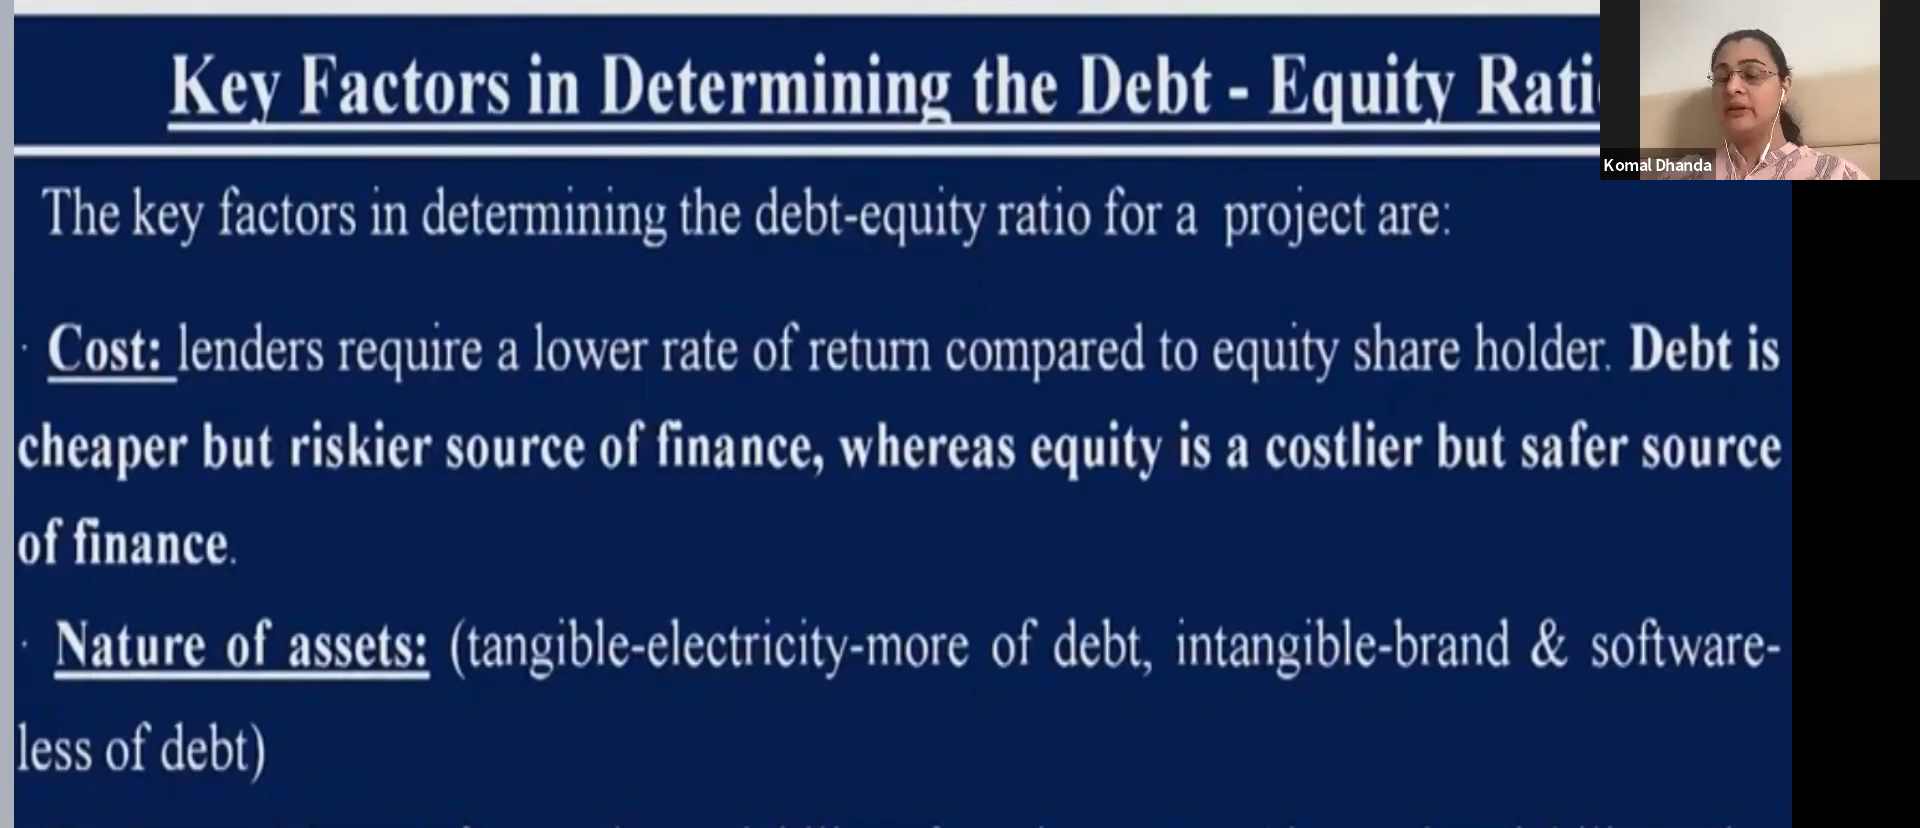 Key Factors in Determining the Debt - Equity Rati
Komal Dhanda
The key factors in determining the debt-equity ratio for a project are:
· Cost: lenders require a lower rate of return compared to equity share holder. Debt is
cheaper but riskier source of finance, whereas equity is a costlier but safer source
of finance.
· Nature of assets: (tangible-electricity-more of debt, intangible-brand & software-
less of debt)